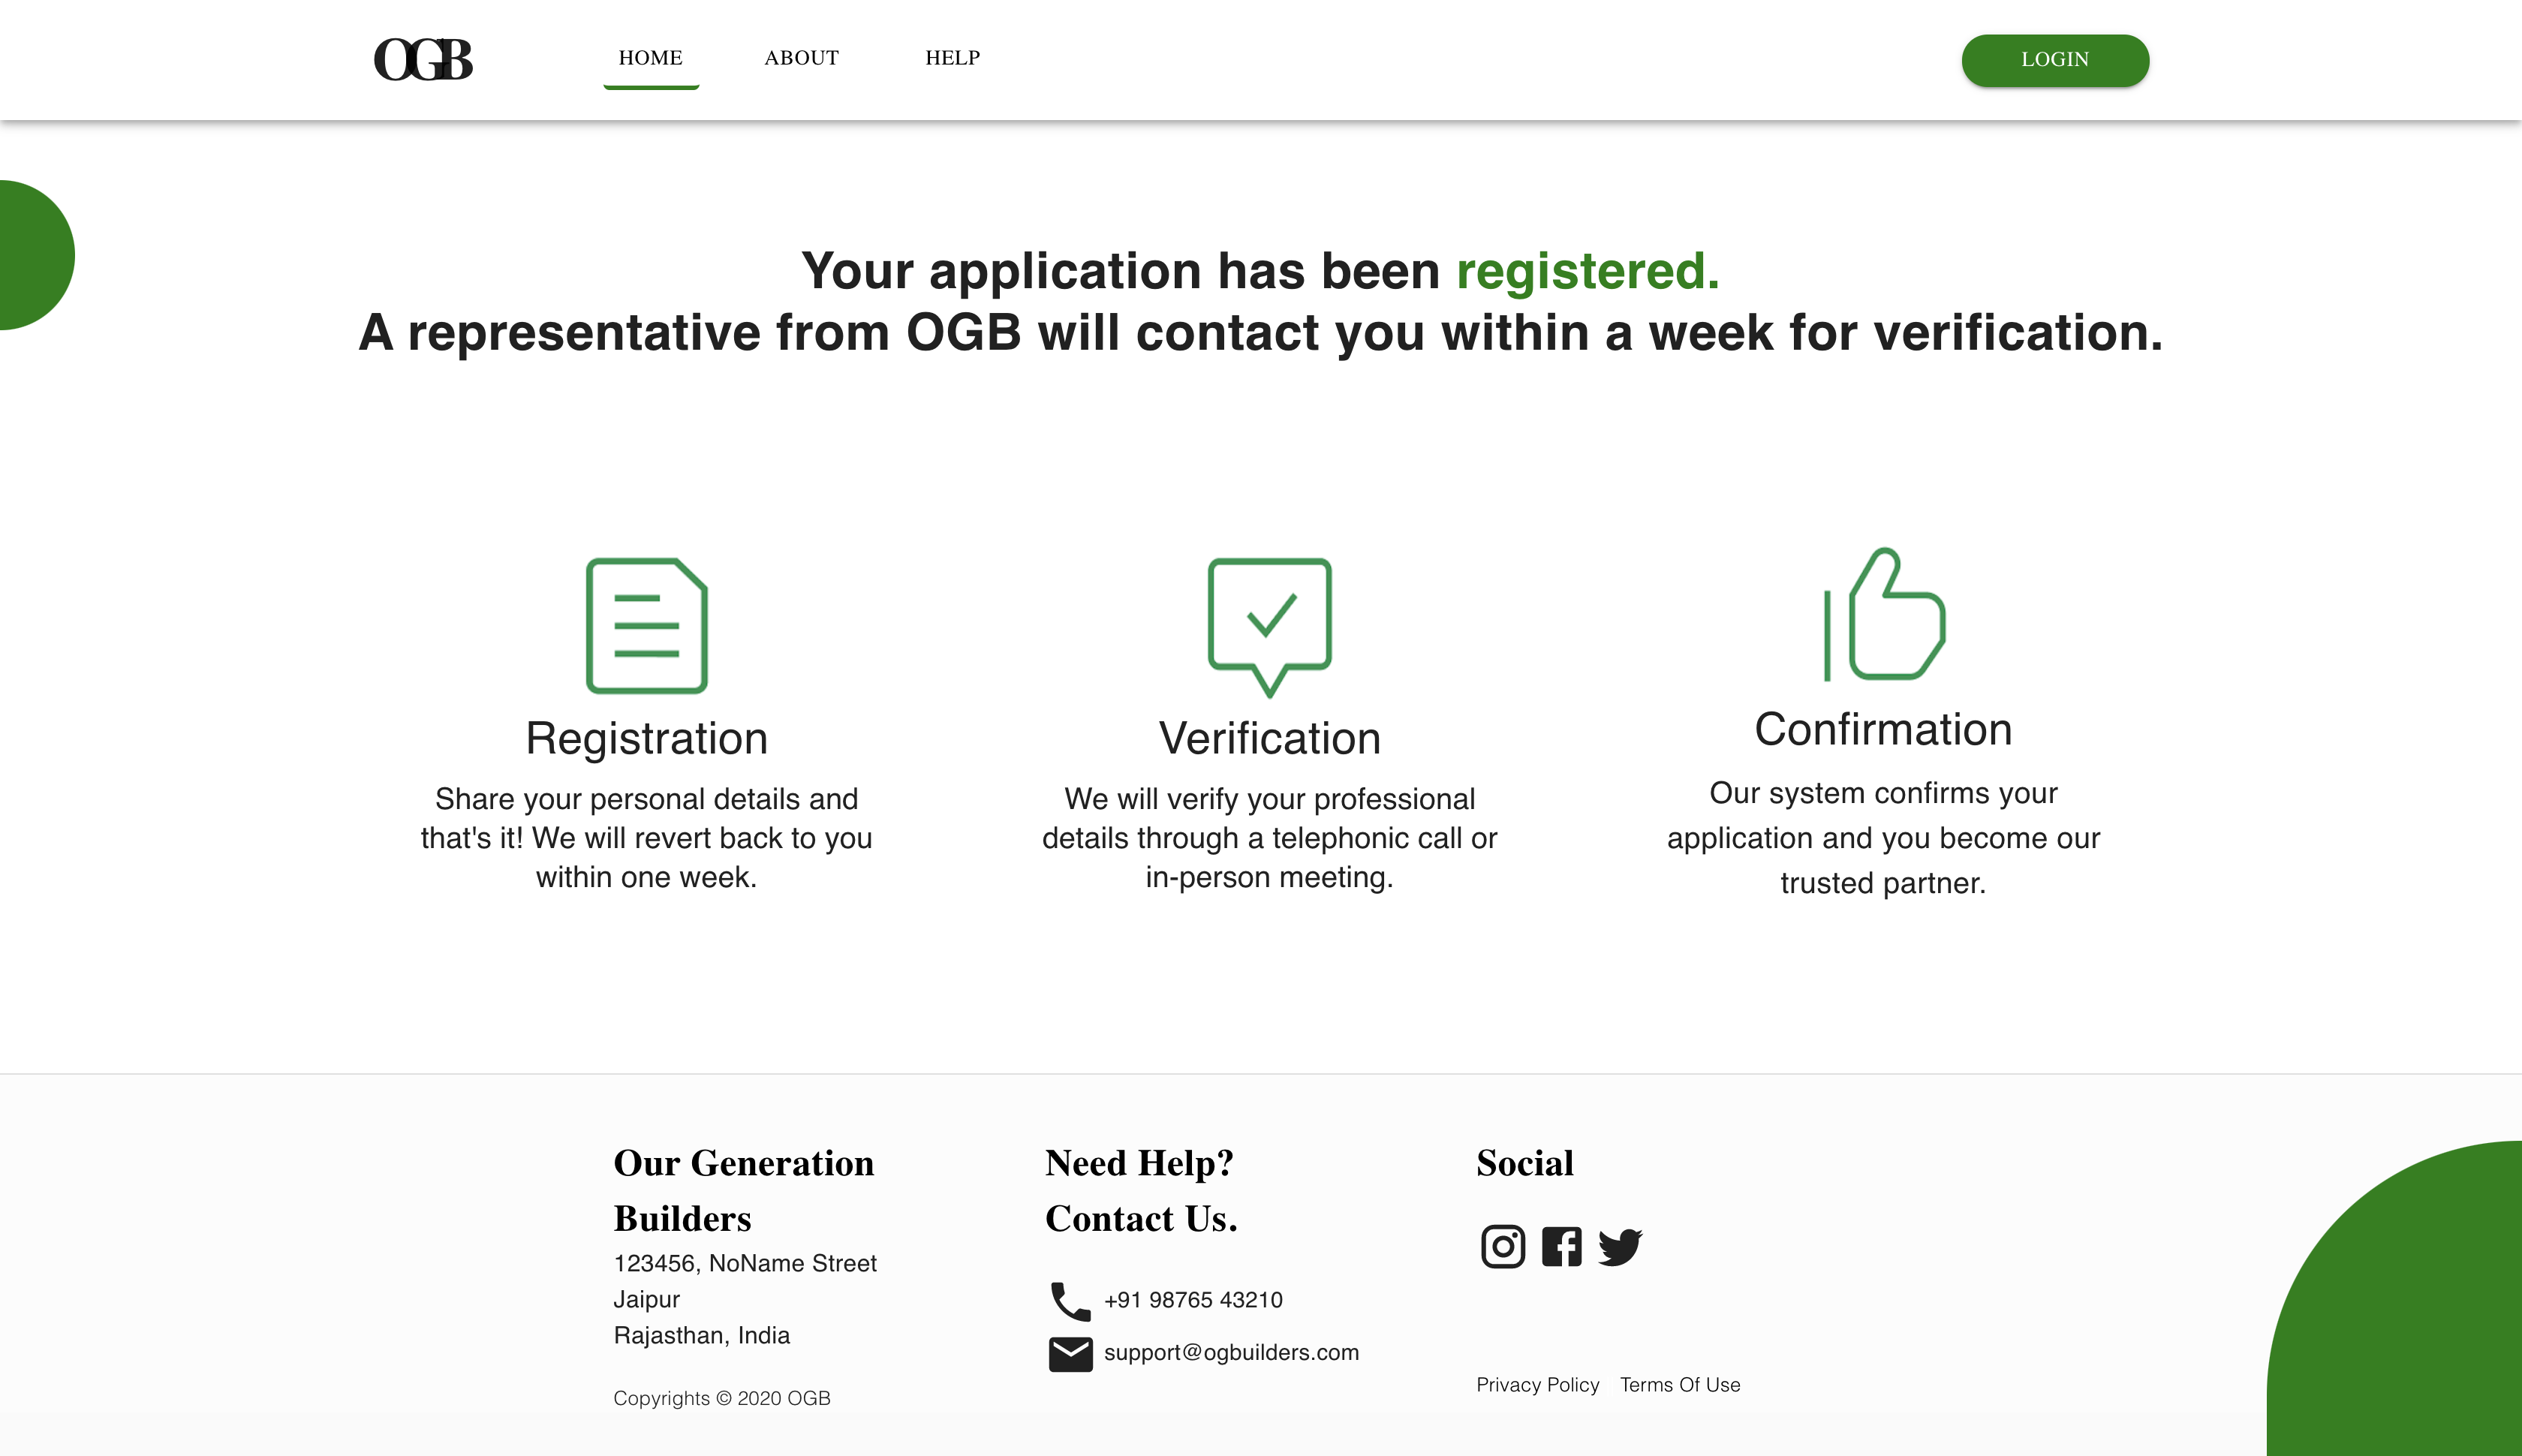 OGB
HOME
ABOUT
HELP
LOGIN
Your application has been registered.
A representative from OGB will contact you within a week for verification.
Registration
Share your personal details and
that's it! We will revert back to you
within one week.
Verification
We will verify your professional
details through a telephonic call or
in-person meeting.
Confirmation
Our system confirms your
application and you become our
trusted partner.
Our Generation
Builders
123456, NoName Street
Jaipur
Rajasthan, India
Copyrights © 2020 OGB
Need Help?
Contact Us.
+91 98765 43210
support@ogbuilders.com
Social
Privacy Policy
Terms Of Use